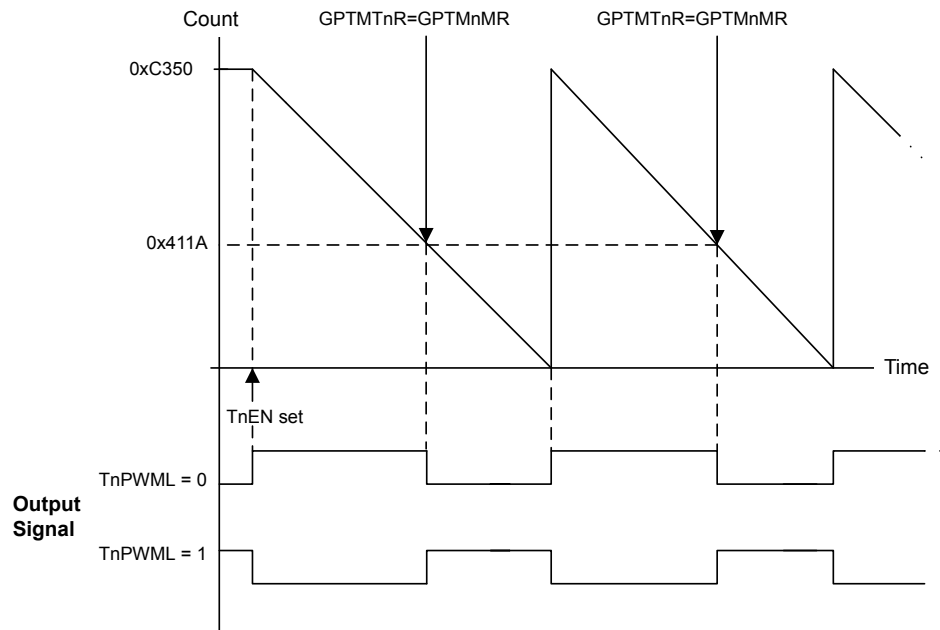 Count
GPTMTnR=GPTMnMR
GPTMTnR=GPTMnMR
0xC350
0x411A
Time
TnEN set
TnPWML = 0
Output
Signal
TnPWML = 1